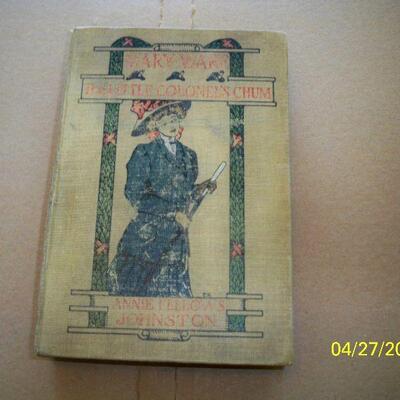 MARY WARE
THE LITTLE COLONEL'S CHUM
ANNIE FELLOWS
JOHNSTON
04/27/20